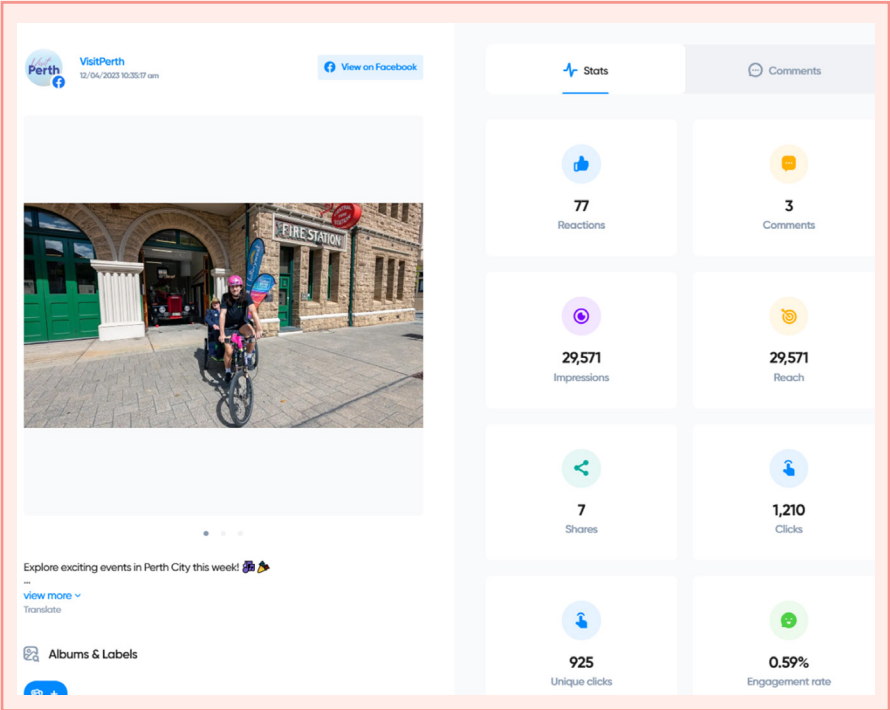 Visit
Perth
VisitPerth
12/04/2023 10:35:17 am
View on Facebook
FIRE STATION
Explore exciting events in Perth City this week!
...
view more
Translate
Albums & Labels
+
Stats
Comments
77
Reactions
3
Comments
29,571
Impressions
29,571
Reach
7
Shares
1,210
Clicks
925
Unique clicks
0.59%
Engagement rate